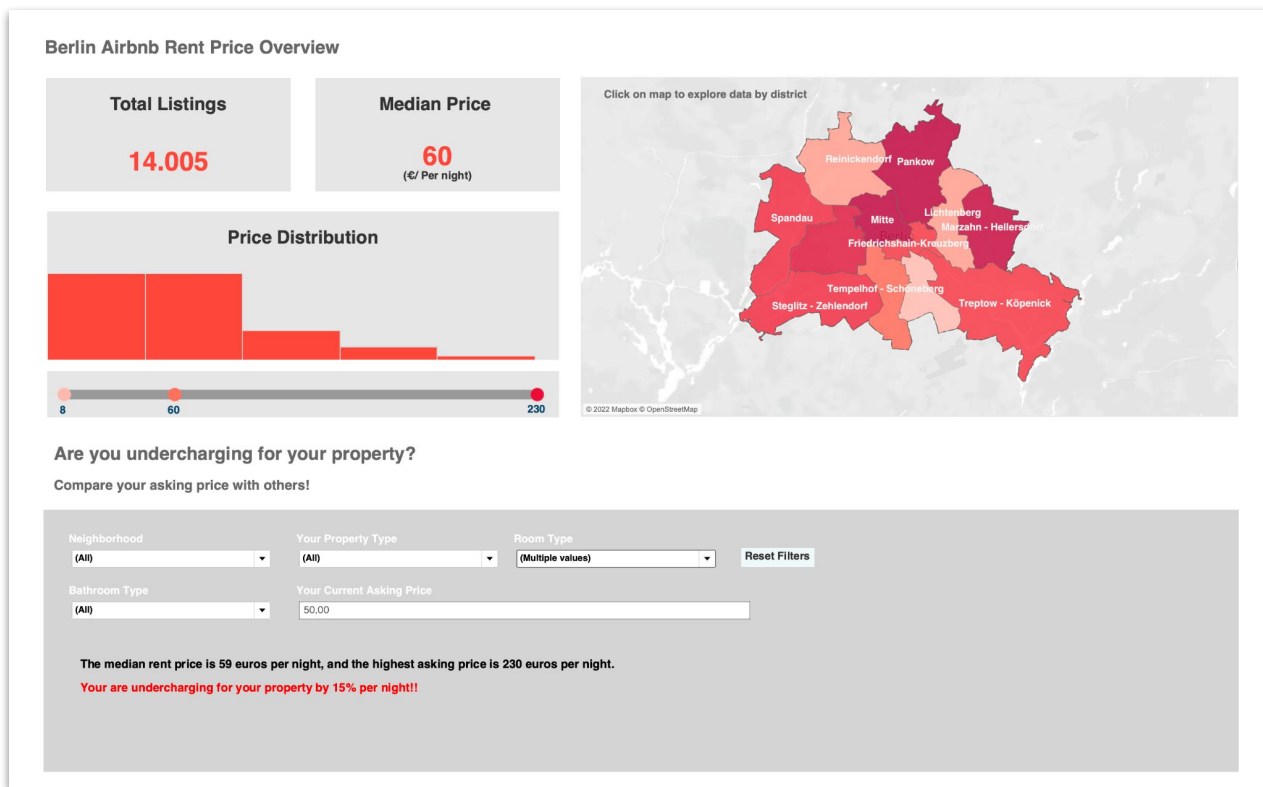 Berlin Airbnb Rent Price Overview
Total Listings
14.005
Median Price
60
(€/ Per night)
Click on map to explore data by district
Reinickendorf
Pankow
Spandau
Mitte
Lichtenberg
Marzahn - Hellersdorf
Berlin
Friedrichshain-Kreuzberg
Tempelhof - Schöneberg
Steglitz - Zehlendorf
Treptow - Köpenick
© 2022 Mapbox © OpenStreetMap
Price Distribution
8
60
230
Are you undercharging for your property?
Compare your asking price with others!
Neighborhood
Your Property Type
Room Type
(All)
(All)
(Multiple values)
Reset Filters
Bathroom Type
Your Current Asking Price
(All)
50,00
The median rent price is 59 euros per night, and the highest asking price is 230 euros per night.
Your are undercharging for your property by 15% per night!!